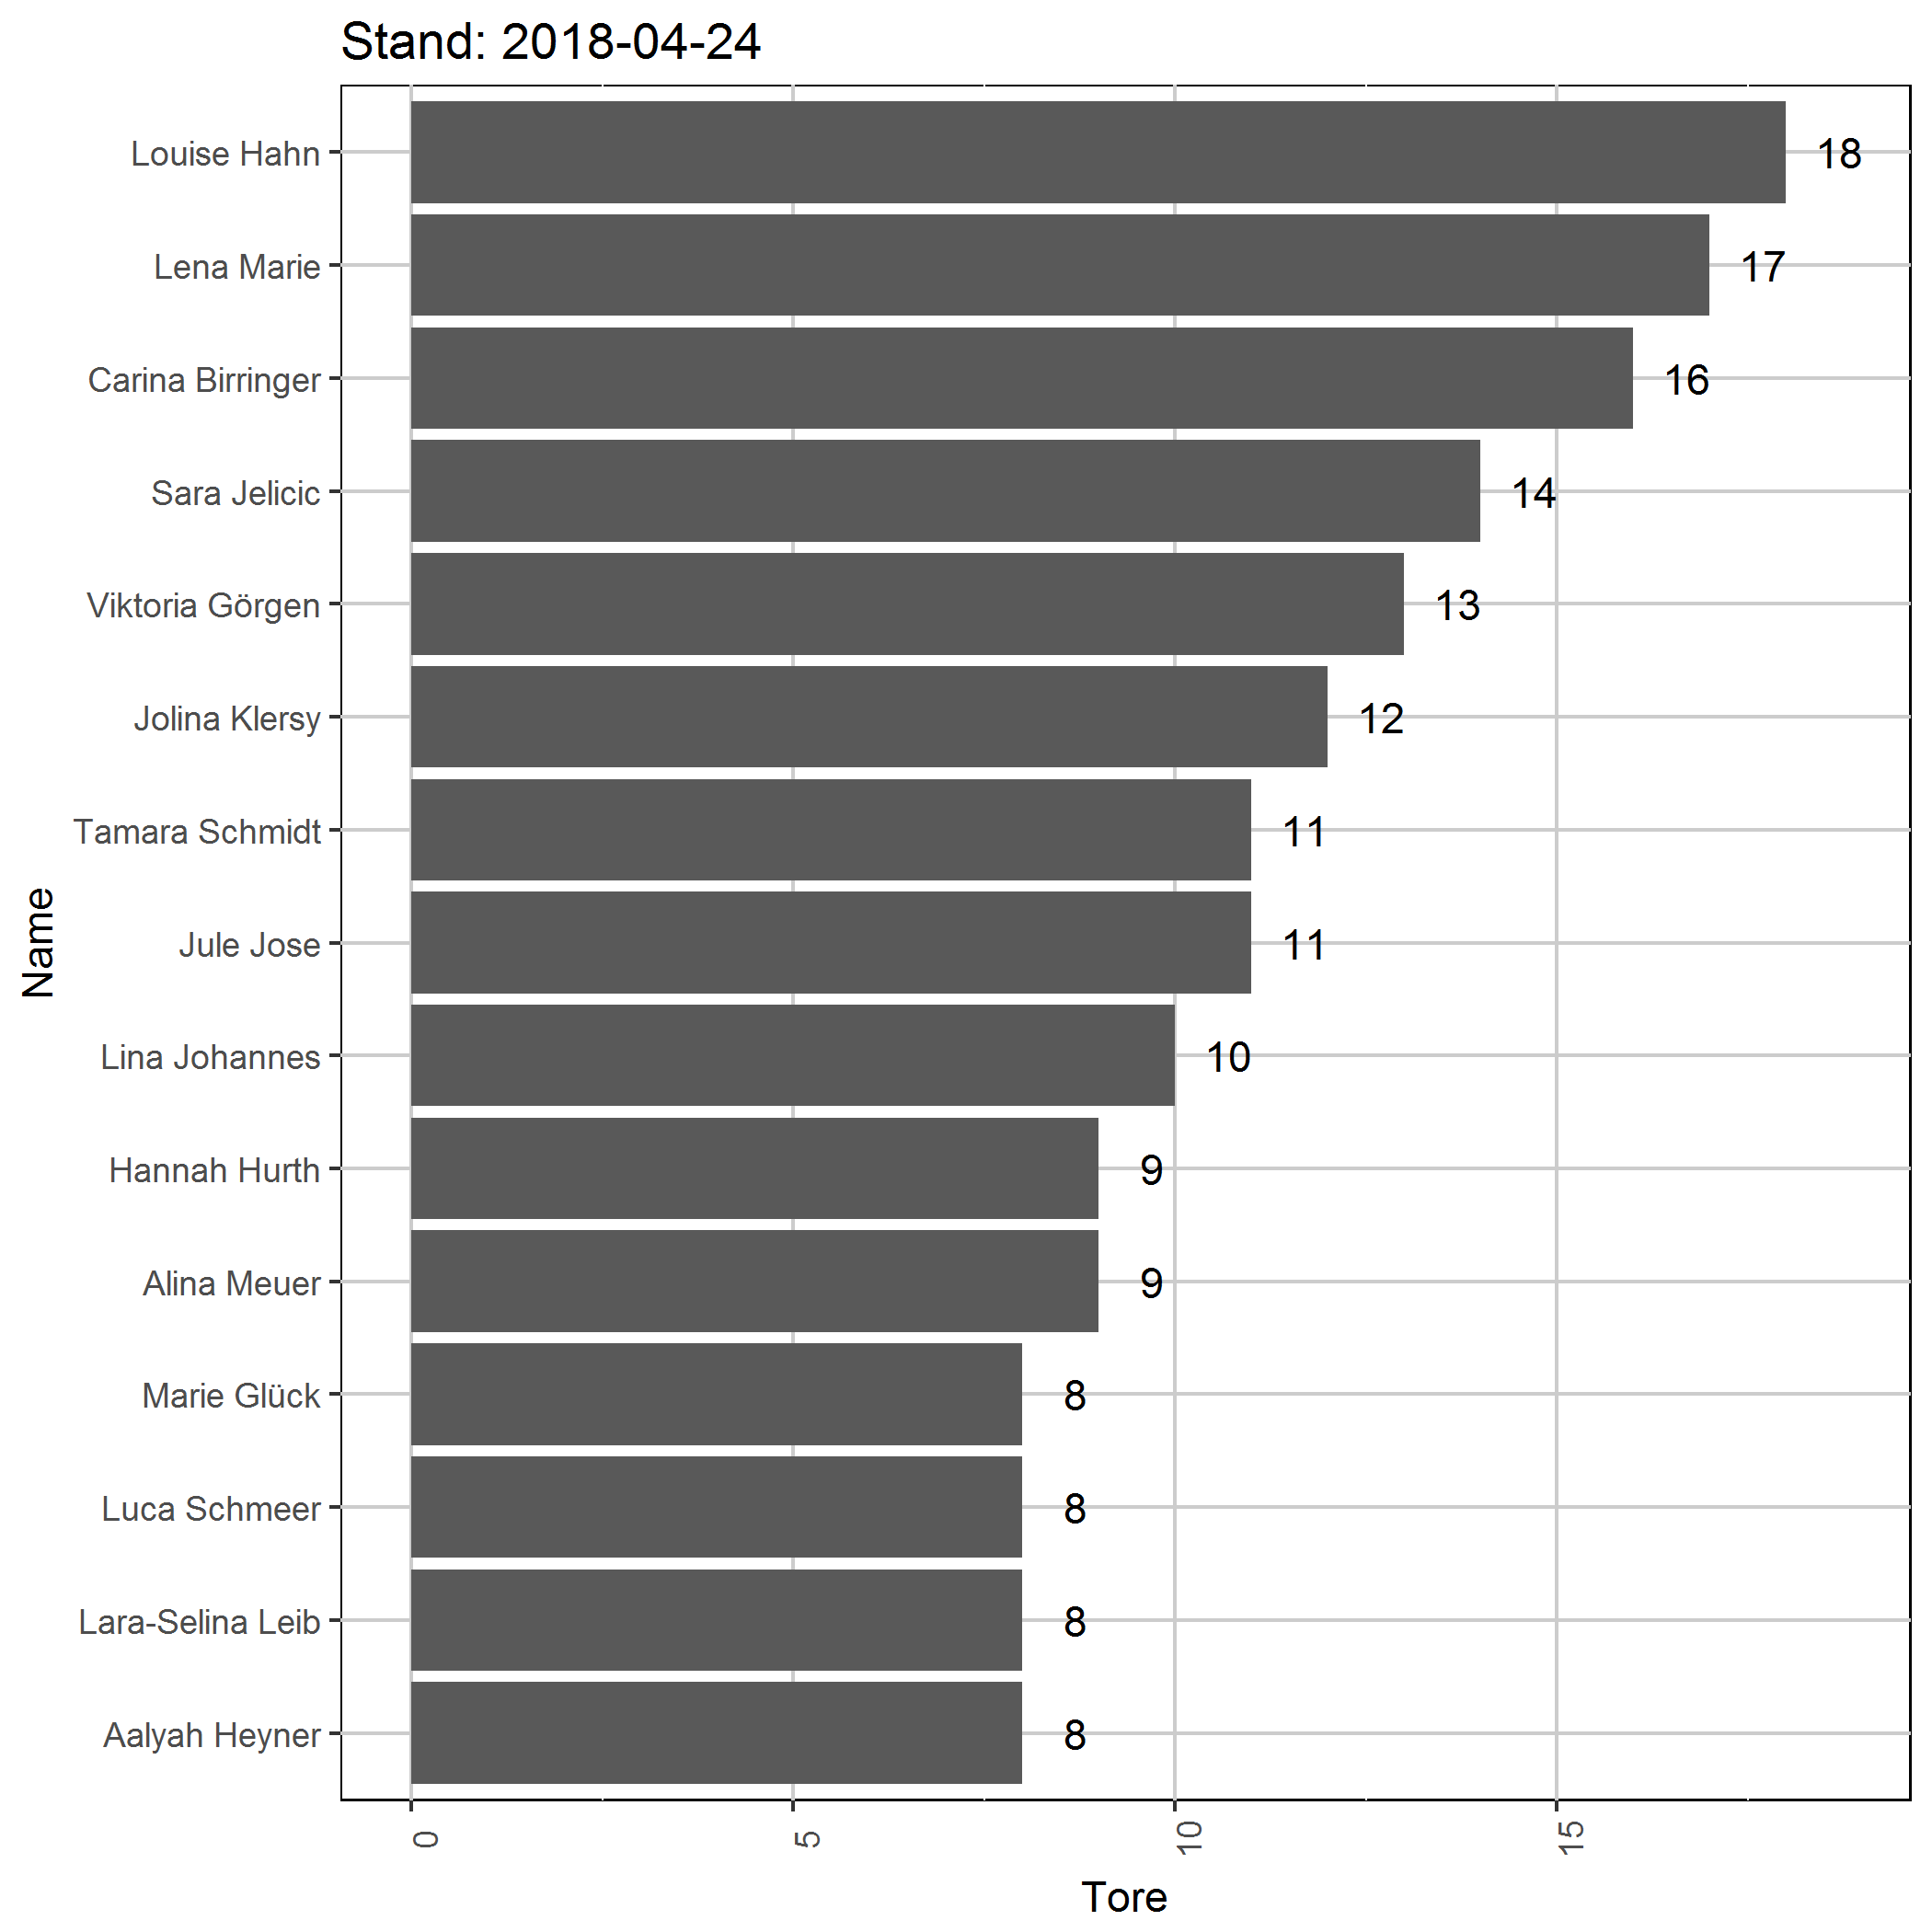 Stand: 2018-04-24
Louise Hahn 18
Lena Marie 17
Carina Birringer 16
Sara Jelicic 14
Viktoria Görgen 13
Jolina Klersy 12
Tamara Schmidt 11
Jule Jose 11
Lina Johannes 10
Hannah Hurth 9
Alina Meuer 9
Marie Glück 8
Luca Schmeer 8
Lara-Selina Leib 8
Aalyah Heyner 8
Name
0 5 10 15
Tore